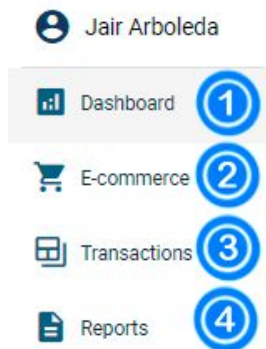 Jair Arboleda
Dashboard 1
E-commerce 2
Transactions 3
Reports 4